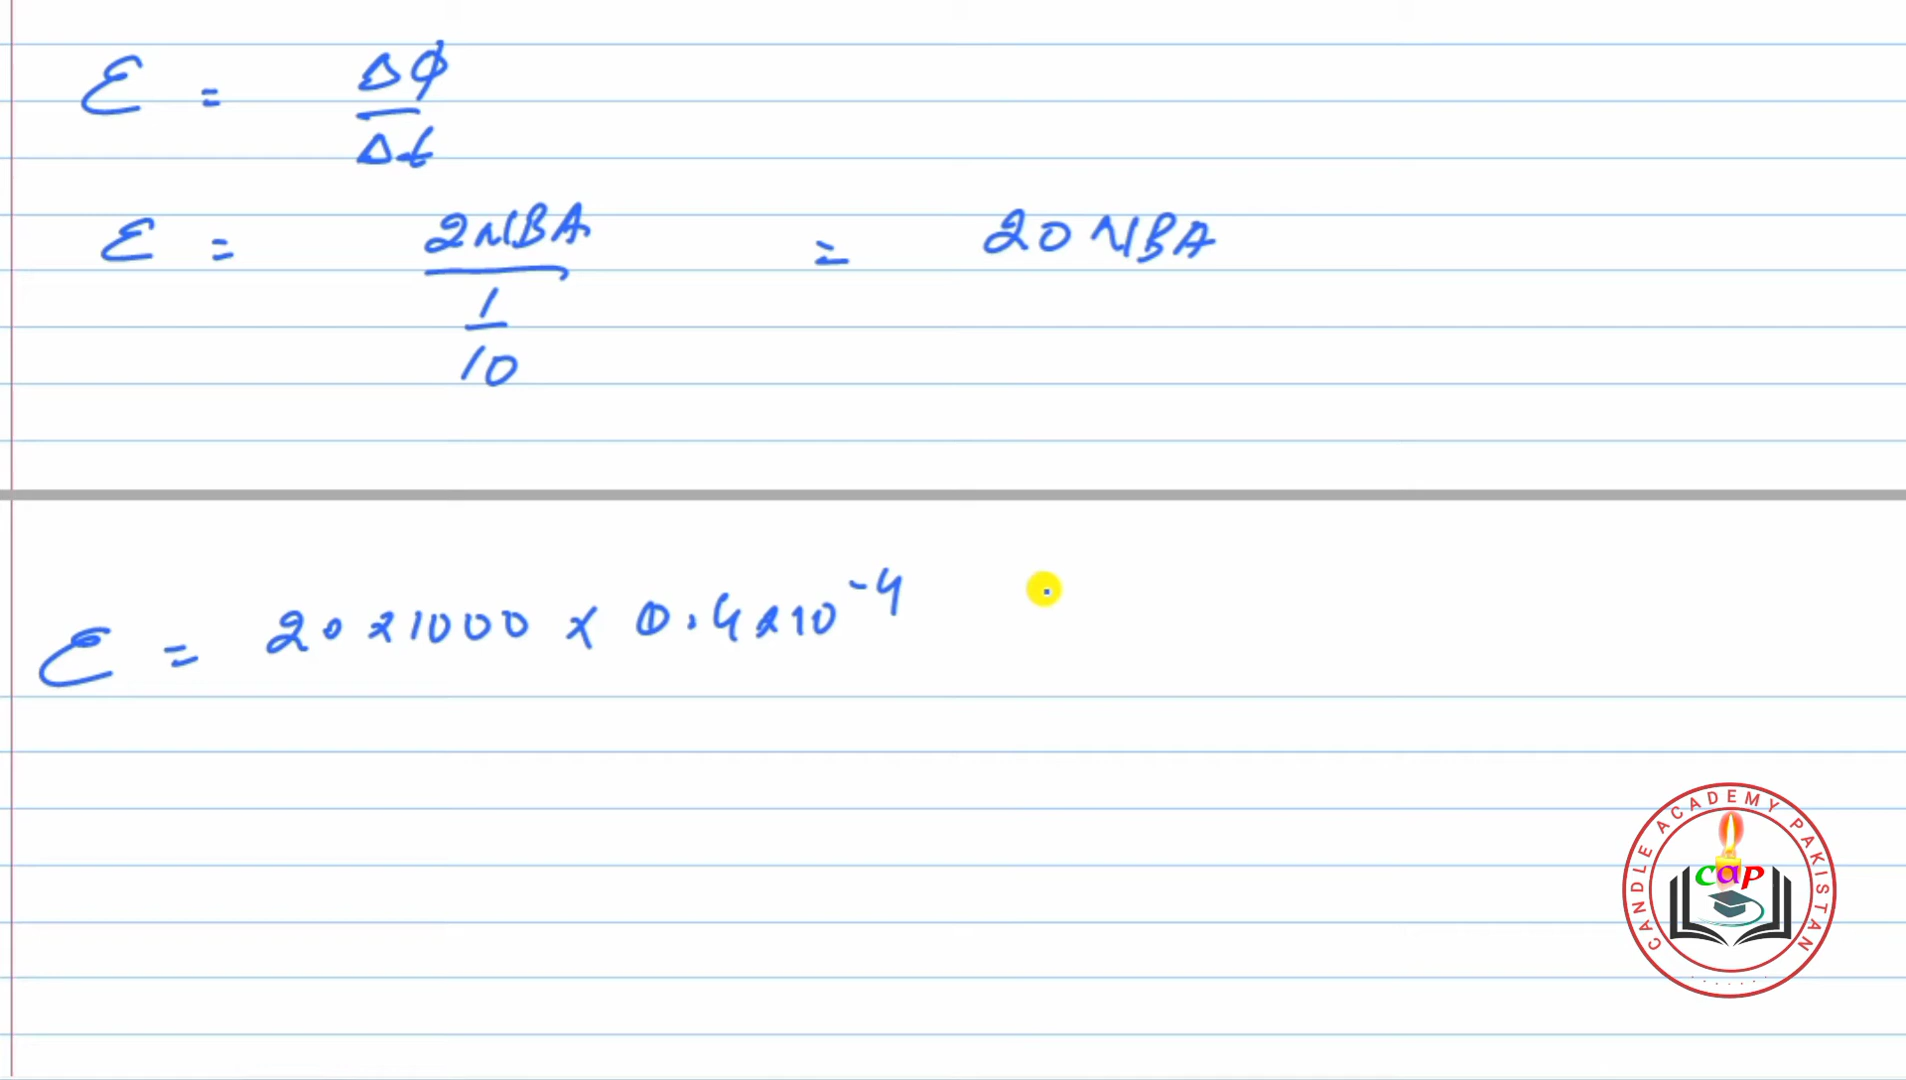 ε = Δφ
Δt
ε = 2NBA = 20NBA
1
10
ε = 20×1000 × 0.4×10⁻⁴
CANDLE ACADEMY PAKISTAN
cap